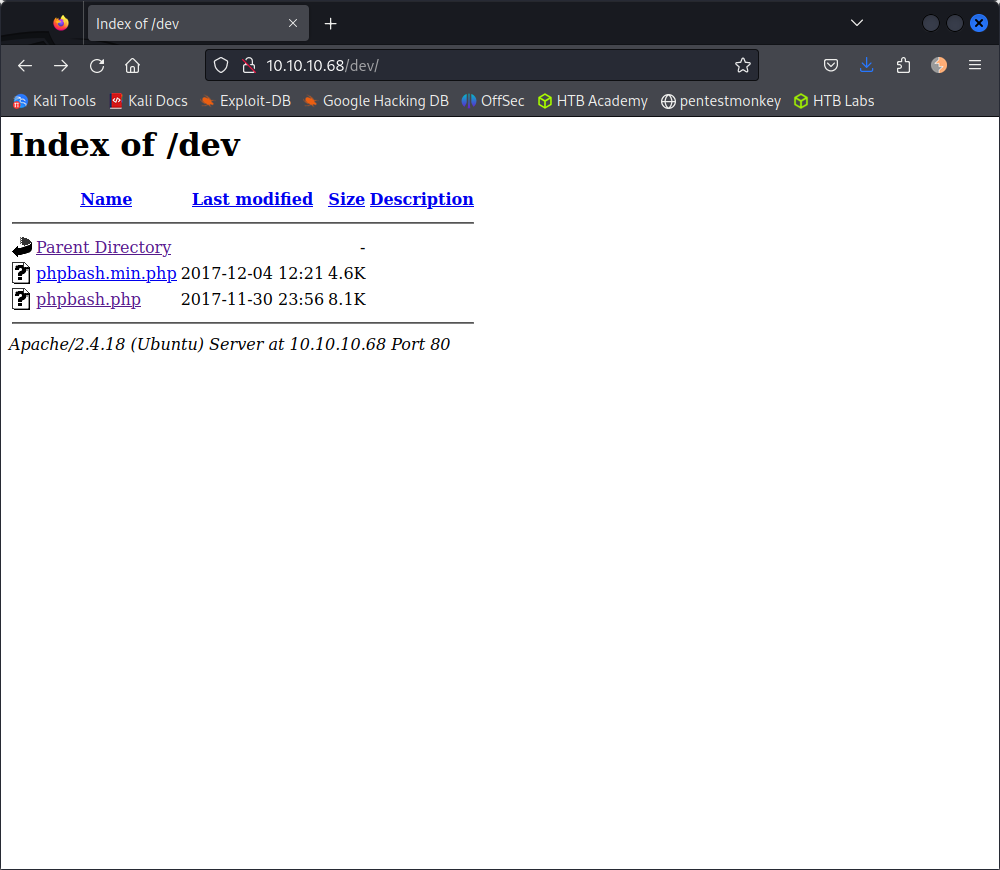 Index of /dev
10.10.10.68/dev/
Kali Tools Kali Docs Exploit-DB Google Hacking DB OffSec HTB Academy pentestmonkey HTB Labs
Index of /dev
Name Last modified Size Description
Parent Directory -
phpbash.min.php 2017-12-04 12:21 4.6K
phpbash.php 2017-11-30 23:56 8.1K
Apache/2.4.18 (Ubuntu) Server at 10.10.10.68 Port 80